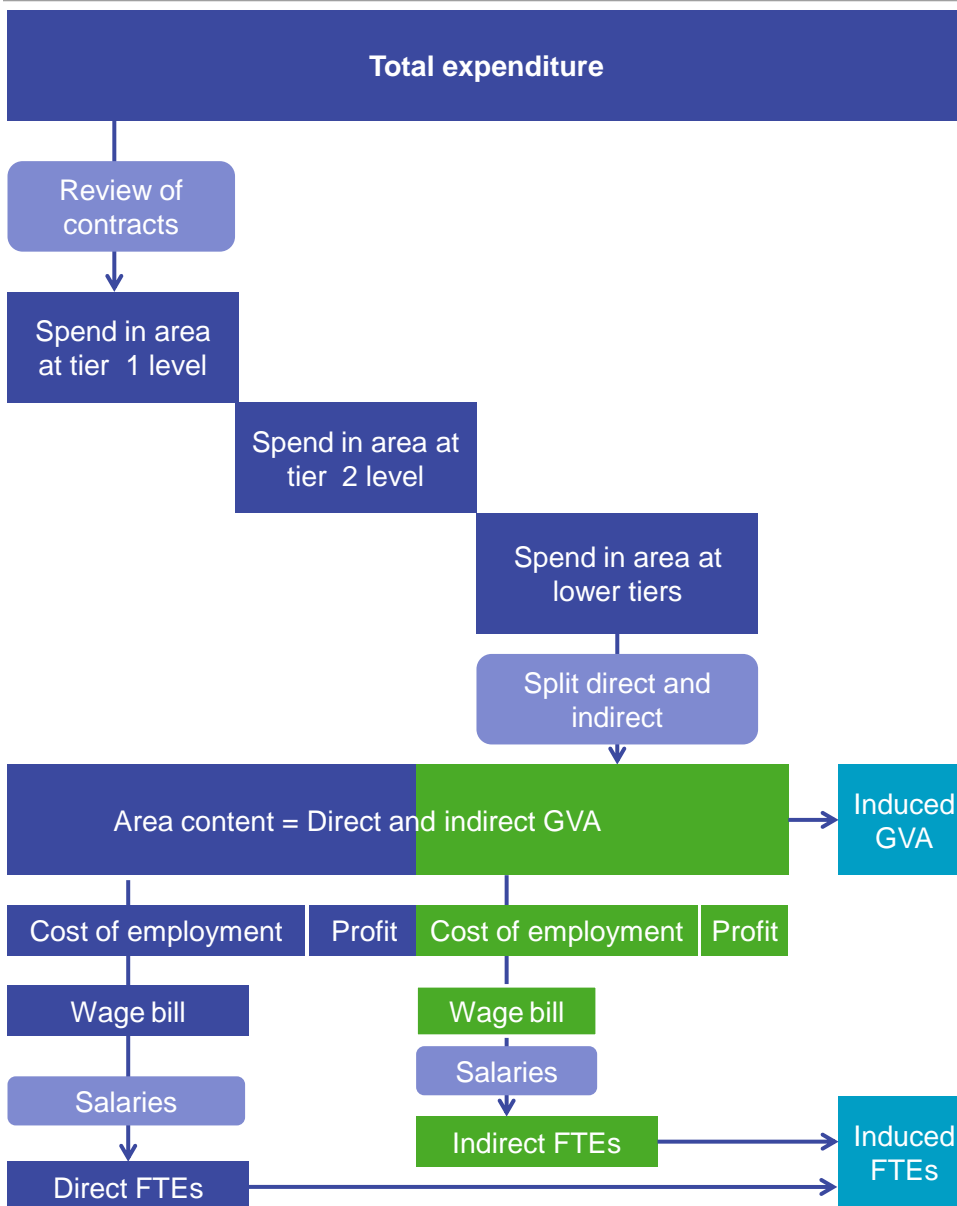 Total expenditure
Review of
contracts
Spend in area
at tier 1 level
Spend in area at
tier 2 level
Spend in area at
lower tiers
Split direct and
indirect
Area content = Direct and indirect GVA
Induced
GVA
Cost of employment
Profit
Cost of employment
Profit
Wage bill
Wage bill
Salaries
Salaries
Indirect FTEs
Induced
FTEs
Direct FTEs